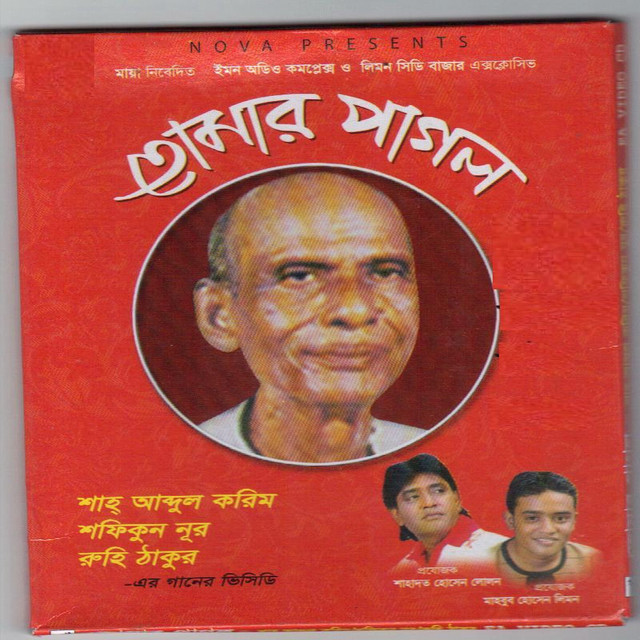 NOVA PRESENTS
মায়া নিবেদিত ইমন অডিও কমপ্লেক্স ও লিমন সিডি বাজার এক্সক্লোসিভ
তোমার পাগল
শাহ্ আব্দুল করিম
শফিকুন নূর
রুহি ঠাকুর
-এর গানের ভিসিডি
প্রযোজক
শাহাদত হোসেন লোলন
প্রযোজক
মাহবুব হোসেন লিমন